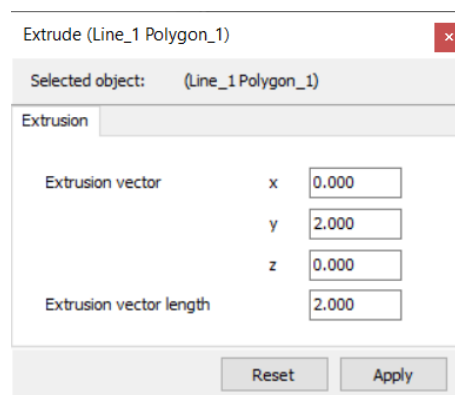 Extrude (Line_1 Polygon_1)
Selected object: (Line_1 Polygon_1)
Extrusion
Extrusion vector x 0.000
y 2.000
z 0.000
Extrusion vector length 2.000
Reset Apply